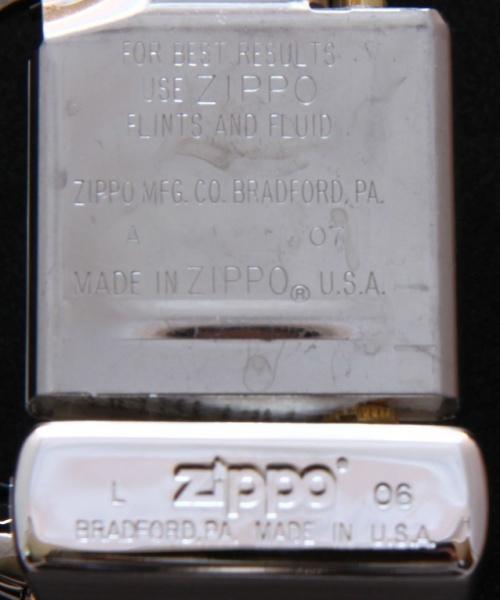 FOR BEST RESULTS
USE ZIPPO
FLINTS AND FLUID
ZIPPO MFG. CO. BRADFORD, PA.
A 07
MADE IN ZIPPO® U.S.A.
L zippo® 06
BRADFORD, PA. MADE IN U.S.A.